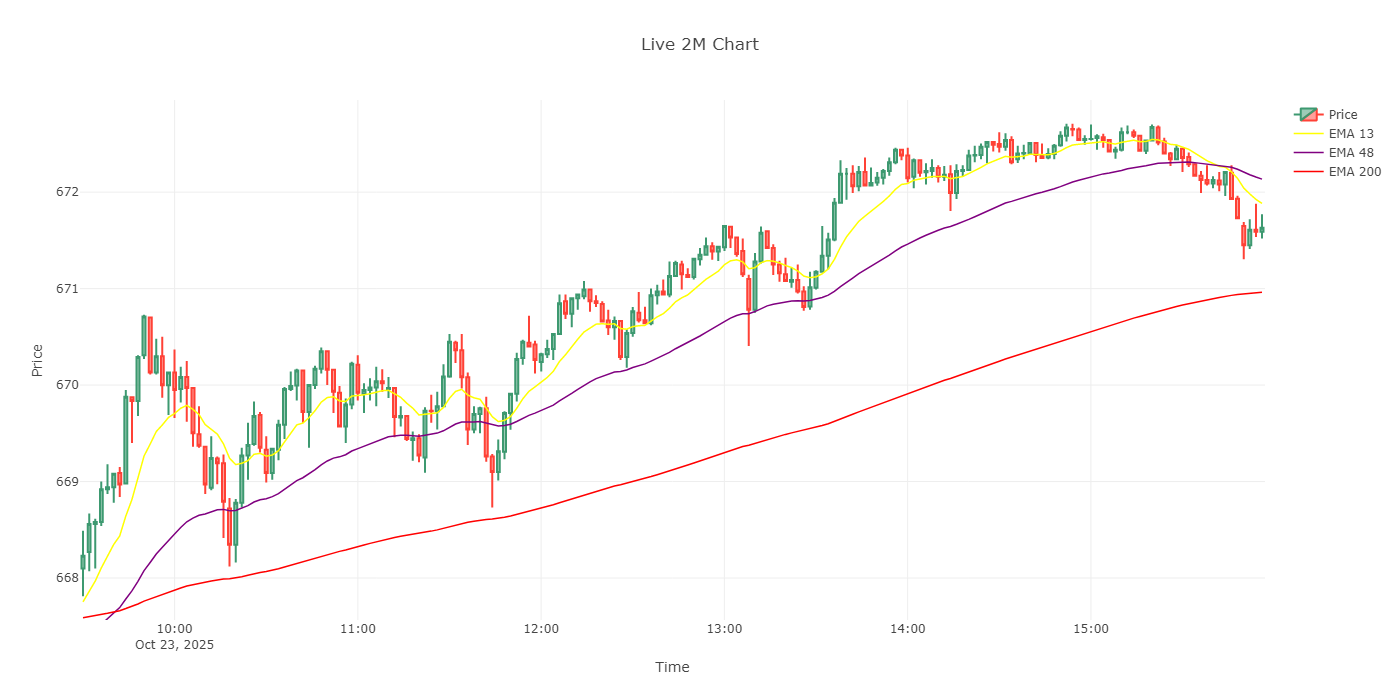 Live 2M Chart
Price
EMA 13
EMA 48
EMA 200
672
671
670
669
668
Price
10:00
Oct 23, 2025
11:00
12:00
13:00
14:00
15:00
Time